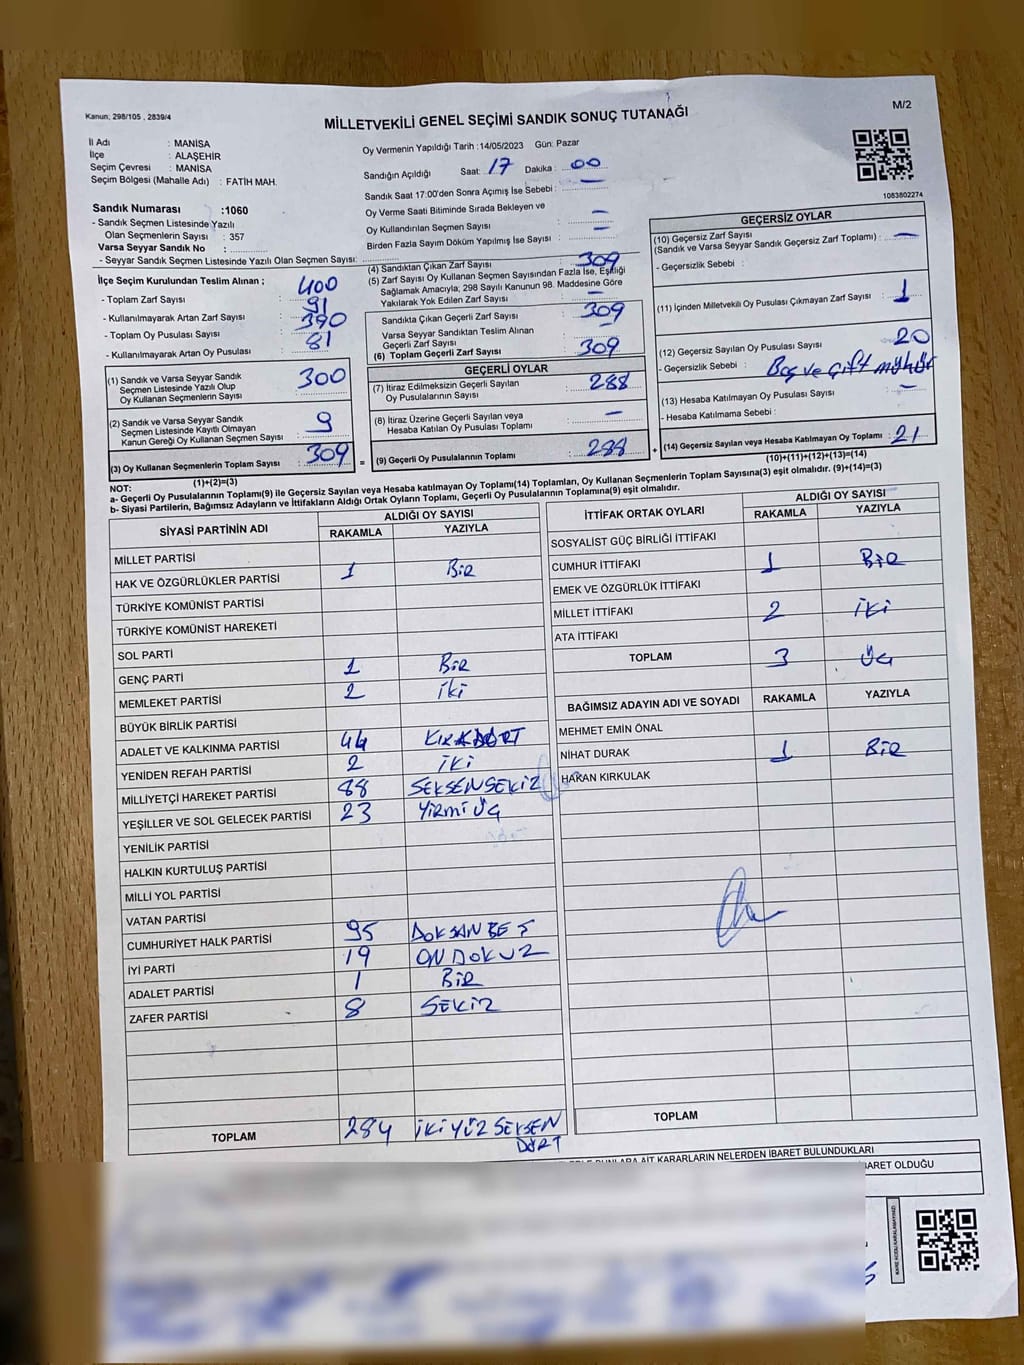 Kanun; 298/105 , 2839/4
MİLLETVEKİLİ GENEL SEÇİMİ SANDIK SONUÇ TUTANAĞI
M/2
İl Adı : MANİSA
İlçe : ALAŞEHİR
Seçim Çevresi : MANİSA
Seçim Bölgesi (Mahalle Adı) : FATİH MAH.
Oy Vermenin Yapıldığı Tarih : 14/05/2023 Gün: Pazar
Sandığın Açıldığı Saat: 17 Dakika : 00
Sandık Saat 17:00'den Sonra Açımış İse Sebebi : —
Oy Verme Saati Bitiminde Sırada Bekleyen ve
Oy Kullandırılan Seçmen Sayısı : —
Birden Fazla Sayım Döküm Yapılmış İse Sayısı : —
1083802274
Sandık Numarası :1060
- Sandık Seçmen Listesinde Yazılı
Olan Seçmenlerin Sayısı : 357
Varsa Seyyar Sandık No :
- Seyyar Sandık Seçmen Listesinde Yazılı Olan Seçmen Sayısı:
İlçe Seçim Kurulundan Teslim Alınan ;
- Toplam Zarf Sayısı : 400
- Kullanılmayarak Artan Zarf Sayısı : 91
- Toplam Oy Pusulası Sayısı : 390
- Kullanılmayarak Artan Oy Pusulası : 81
(1) Sandık ve Varsa Seyyar Sandık
Seçmen Listesinde Yazılı Olup
Oy Kullanan Seçmenlerin Sayısı : 300
(2) Sandık ve Varsa Seyyar Sandık
Seçmen Listesinde Kayıtlı Olmayan
Kanun Gereği Oy Kullanan Seçmen Sayısı : 9
(3) Oy Kullanan Seçmenlerin Toplam Sayısı : 309
(1)+(2)=(3)
(4) Sandıktan Çıkan Zarf Sayısı : 309
(5) Zarf Sayısı Oy Kullanan Seçmen Sayısından Fazla İse, Eşitliği
Sağlamak Amacıyla; 298 Sayılı Kanunun 98. Maddesine Göre
Yakılarak Yok Edilen Zarf Sayısı : —
Sandıkta Çıkan Geçerli Zarf Sayısı : 309
Varsa Seyyar Sandıktan Teslim Alınan
Geçerli Zarf Sayısı : —
(6) Toplam Geçerli Zarf Sayısı : 309
GEÇERLİ OYLAR
(7) İtiraz Edilmeksizin Geçerli Sayılan
Oy Pusulalarının Sayısı : 288
(8) İtiraz Üzerine Geçerli Sayılan veya
Hesaba Katılan Oy Pusulası Toplamı : —
= (9) Geçerli Oy Pusulalarının Toplamı : 288
GEÇERSİZ OYLAR
(10) Geçersiz Zarf Sayısı
(Sandık ve Varsa Seyyar Sandık Geçersiz Zarf Toplamı) : —
- Geçersizlik Sebebi :
(11) İçinden Milletvekili Oy Pusulası Çıkmayan Zarf Sayısı : 1
(12) Geçersiz Sayılan Oy Pusulası Sayısı : 20
- Geçersizlik Sebebi : Boş ve çift mühür
(13) Hesaba Katılmayan Oy Pusulası Sayısı : —
- Hesaba Katılmama Sebebi :
+ (14) Geçersiz Sayılan veya Hesaba Katılmayan Oy Toplamı : 21
(10)+(11)+(12)+(13)=(14)
NOT:
a- Geçerli Oy Pusulalarının Toplamı(9) ile Geçersiz Sayılan veya Hesaba katılmayan Oy Toplamı(14) Toplamları, Oy Kullanan Seçmenlerin Toplam Sayısına(3) eşit olmalıdır. (9)+(14)=(3)
b- Siyasi Partilerin, Bağımsız Adayların ve İttifakların Aldığı Ortak Oyların Toplamı, Geçerli Oy Pusulalarının Toplamına(9) eşit olmalıdır.
SİYASİ PARTİNİN ADI ALDIĞI OY SAYISI
RAKAMLA YAZIYLA
MİLLET PARTİSİ
HAK VE ÖZGÜRLÜKLER PARTİSİ 1 BİR
TÜRKİYE KOMÜNİST PARTİSİ
TÜRKİYE KOMÜNİST HAREKETİ
SOL PARTİ
GENÇ PARTİ 1 BİR
MEMLEKET PARTİSİ 2 iki
BÜYÜK BİRLİK PARTİSİ
ADALET VE KALKINMA PARTİSİ 44 KIRKDÖRT
YENİDEN REFAH PARTİSİ 2 İKİ
MİLLİYETÇİ HAREKET PARTİSİ 88 SEKSENSEKİZ
YEŞİLLER VE SOL GELECEK PARTİSİ 23 YİRMİ ÜÇ
YENİLİK PARTİSİ
HALKIN KURTULUŞ PARTİSİ
MİLLİ YOL PARTİSİ
VATAN PARTİSİ
CUMHURİYET HALK PARTİSİ 95 DOKSAN BEŞ
İYİ PARTİ 19 ON DOKUZ
ADALET PARTİSİ 1 BİR
ZAFER PARTİSİ 8 SEKİZ
TOPLAM 284 İKİ YÜZ SEKSEN
DÖRT
İTTİFAK ORTAK OYLARI ALDIĞI OY SAYISI
RAKAMLA YAZIYLA
SOSYALİST GÜÇ BİRLİĞİ İTTİFAKI
CUMHUR İTTİFAKI 1 BİR
EMEK VE ÖZGÜRLÜK İTTİFAKI
MİLLET İTTİFAKI 2 İKİ
ATA İTTİFAKI
TOPLAM 3 ÜÇ
BAĞIMSIZ ADAYIN ADI VE SOYADI RAKAMLA YAZIYLA
MEHMET EMİN ÖNAL
NİHAT DURAK 1 BİR
HAKAN KIRKULAK
TOPLAM
AİT KARARLARIN NELERDEN İBARET BULUNDUKLARI
BARET OLDUĞU